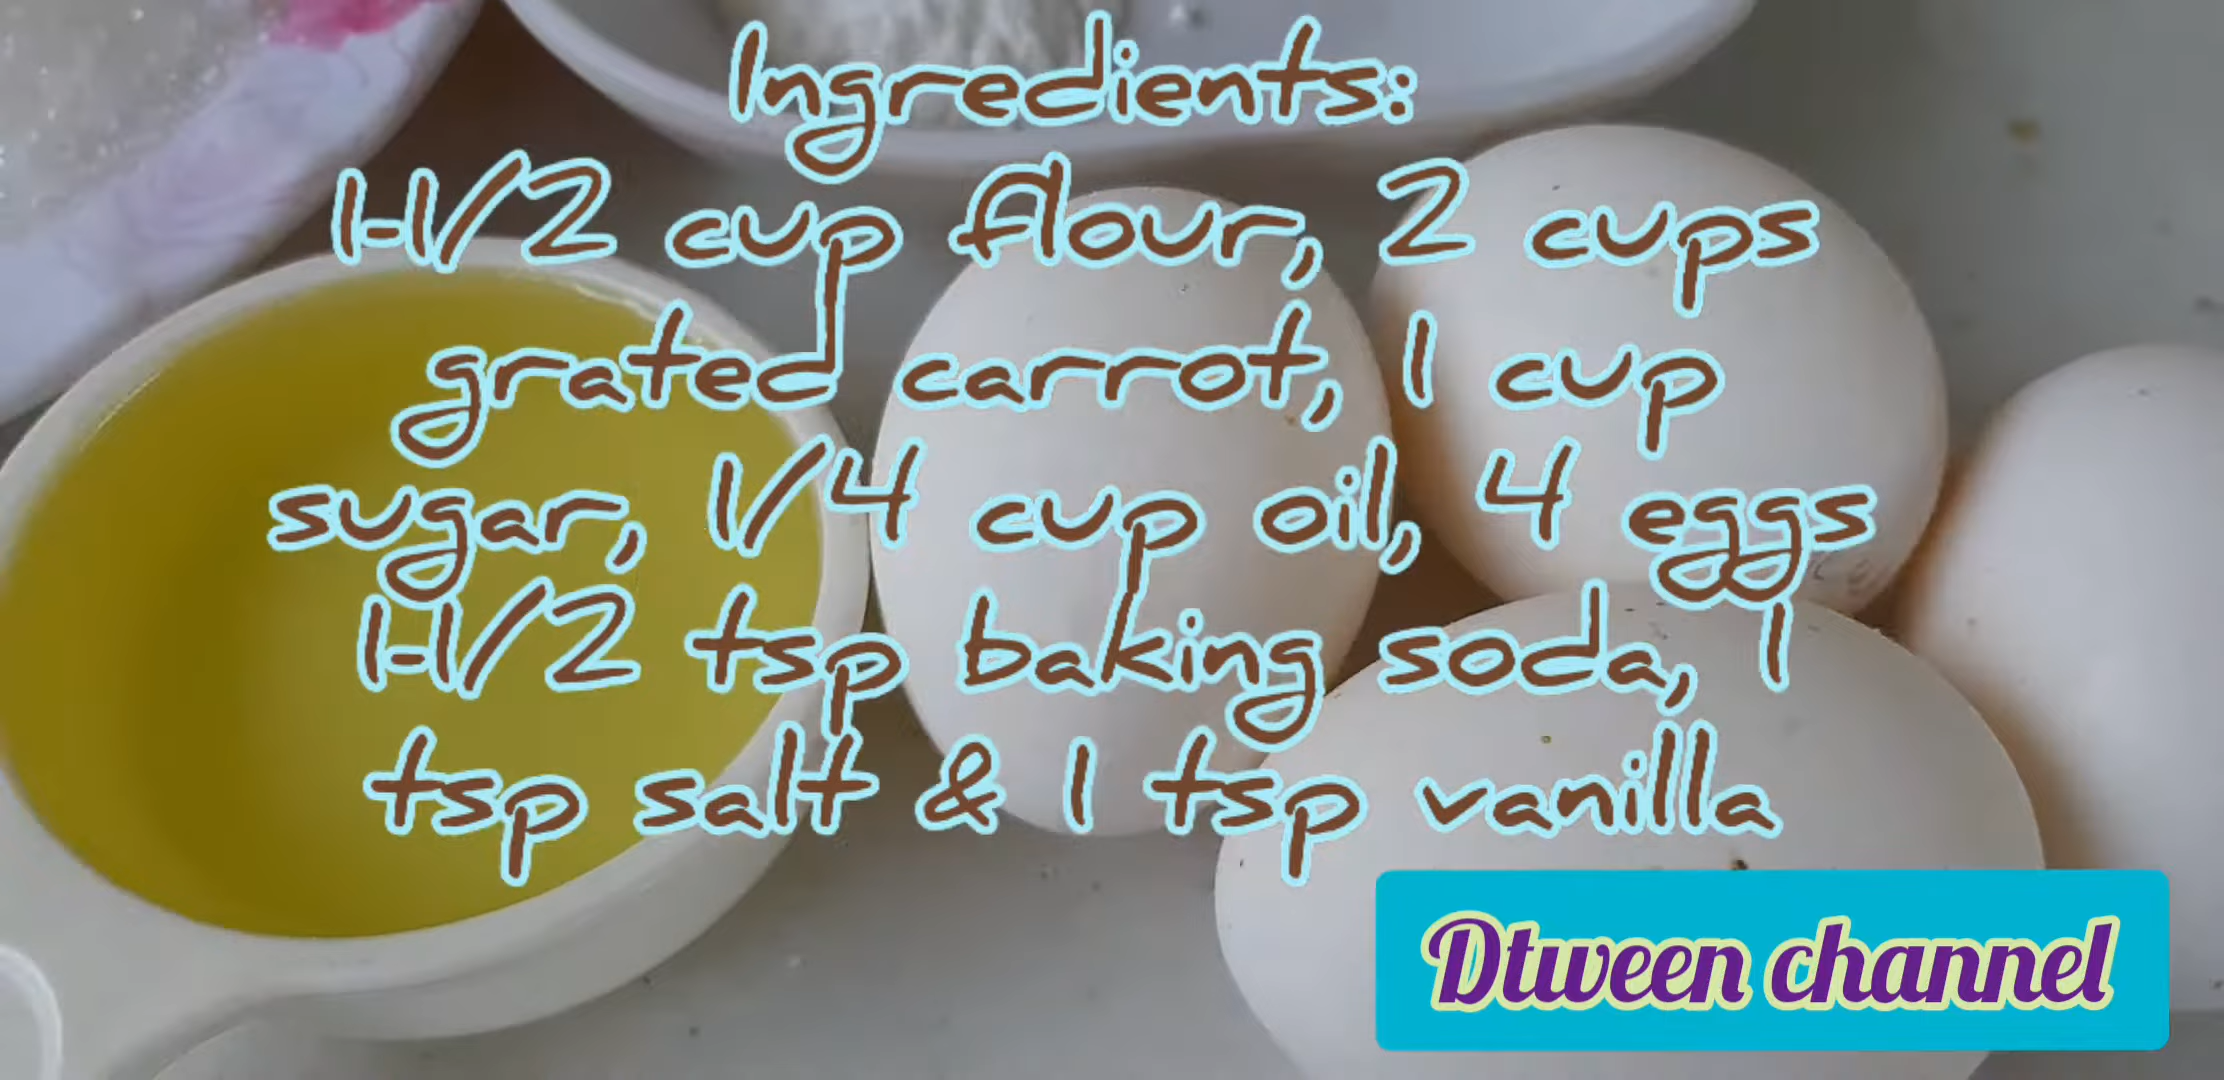 Ingredients:
1-1/2 cup flour, 2 cups
grated carrot, 1 cup
sugar, 1/4 cup oil, 4 eggs
1-1/2 tsp baking soda, 1
tsp salt & 1 tsp vanilla
Dtween channel